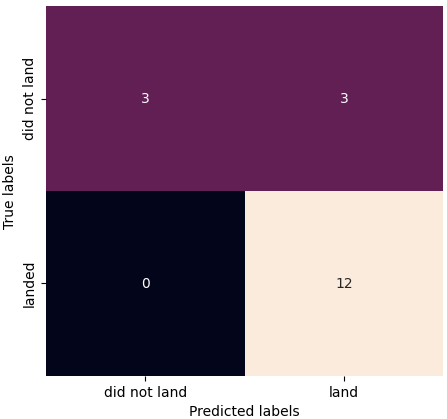 True labels
did not land
3 3
landed
0 12
did not land land
Predicted labels